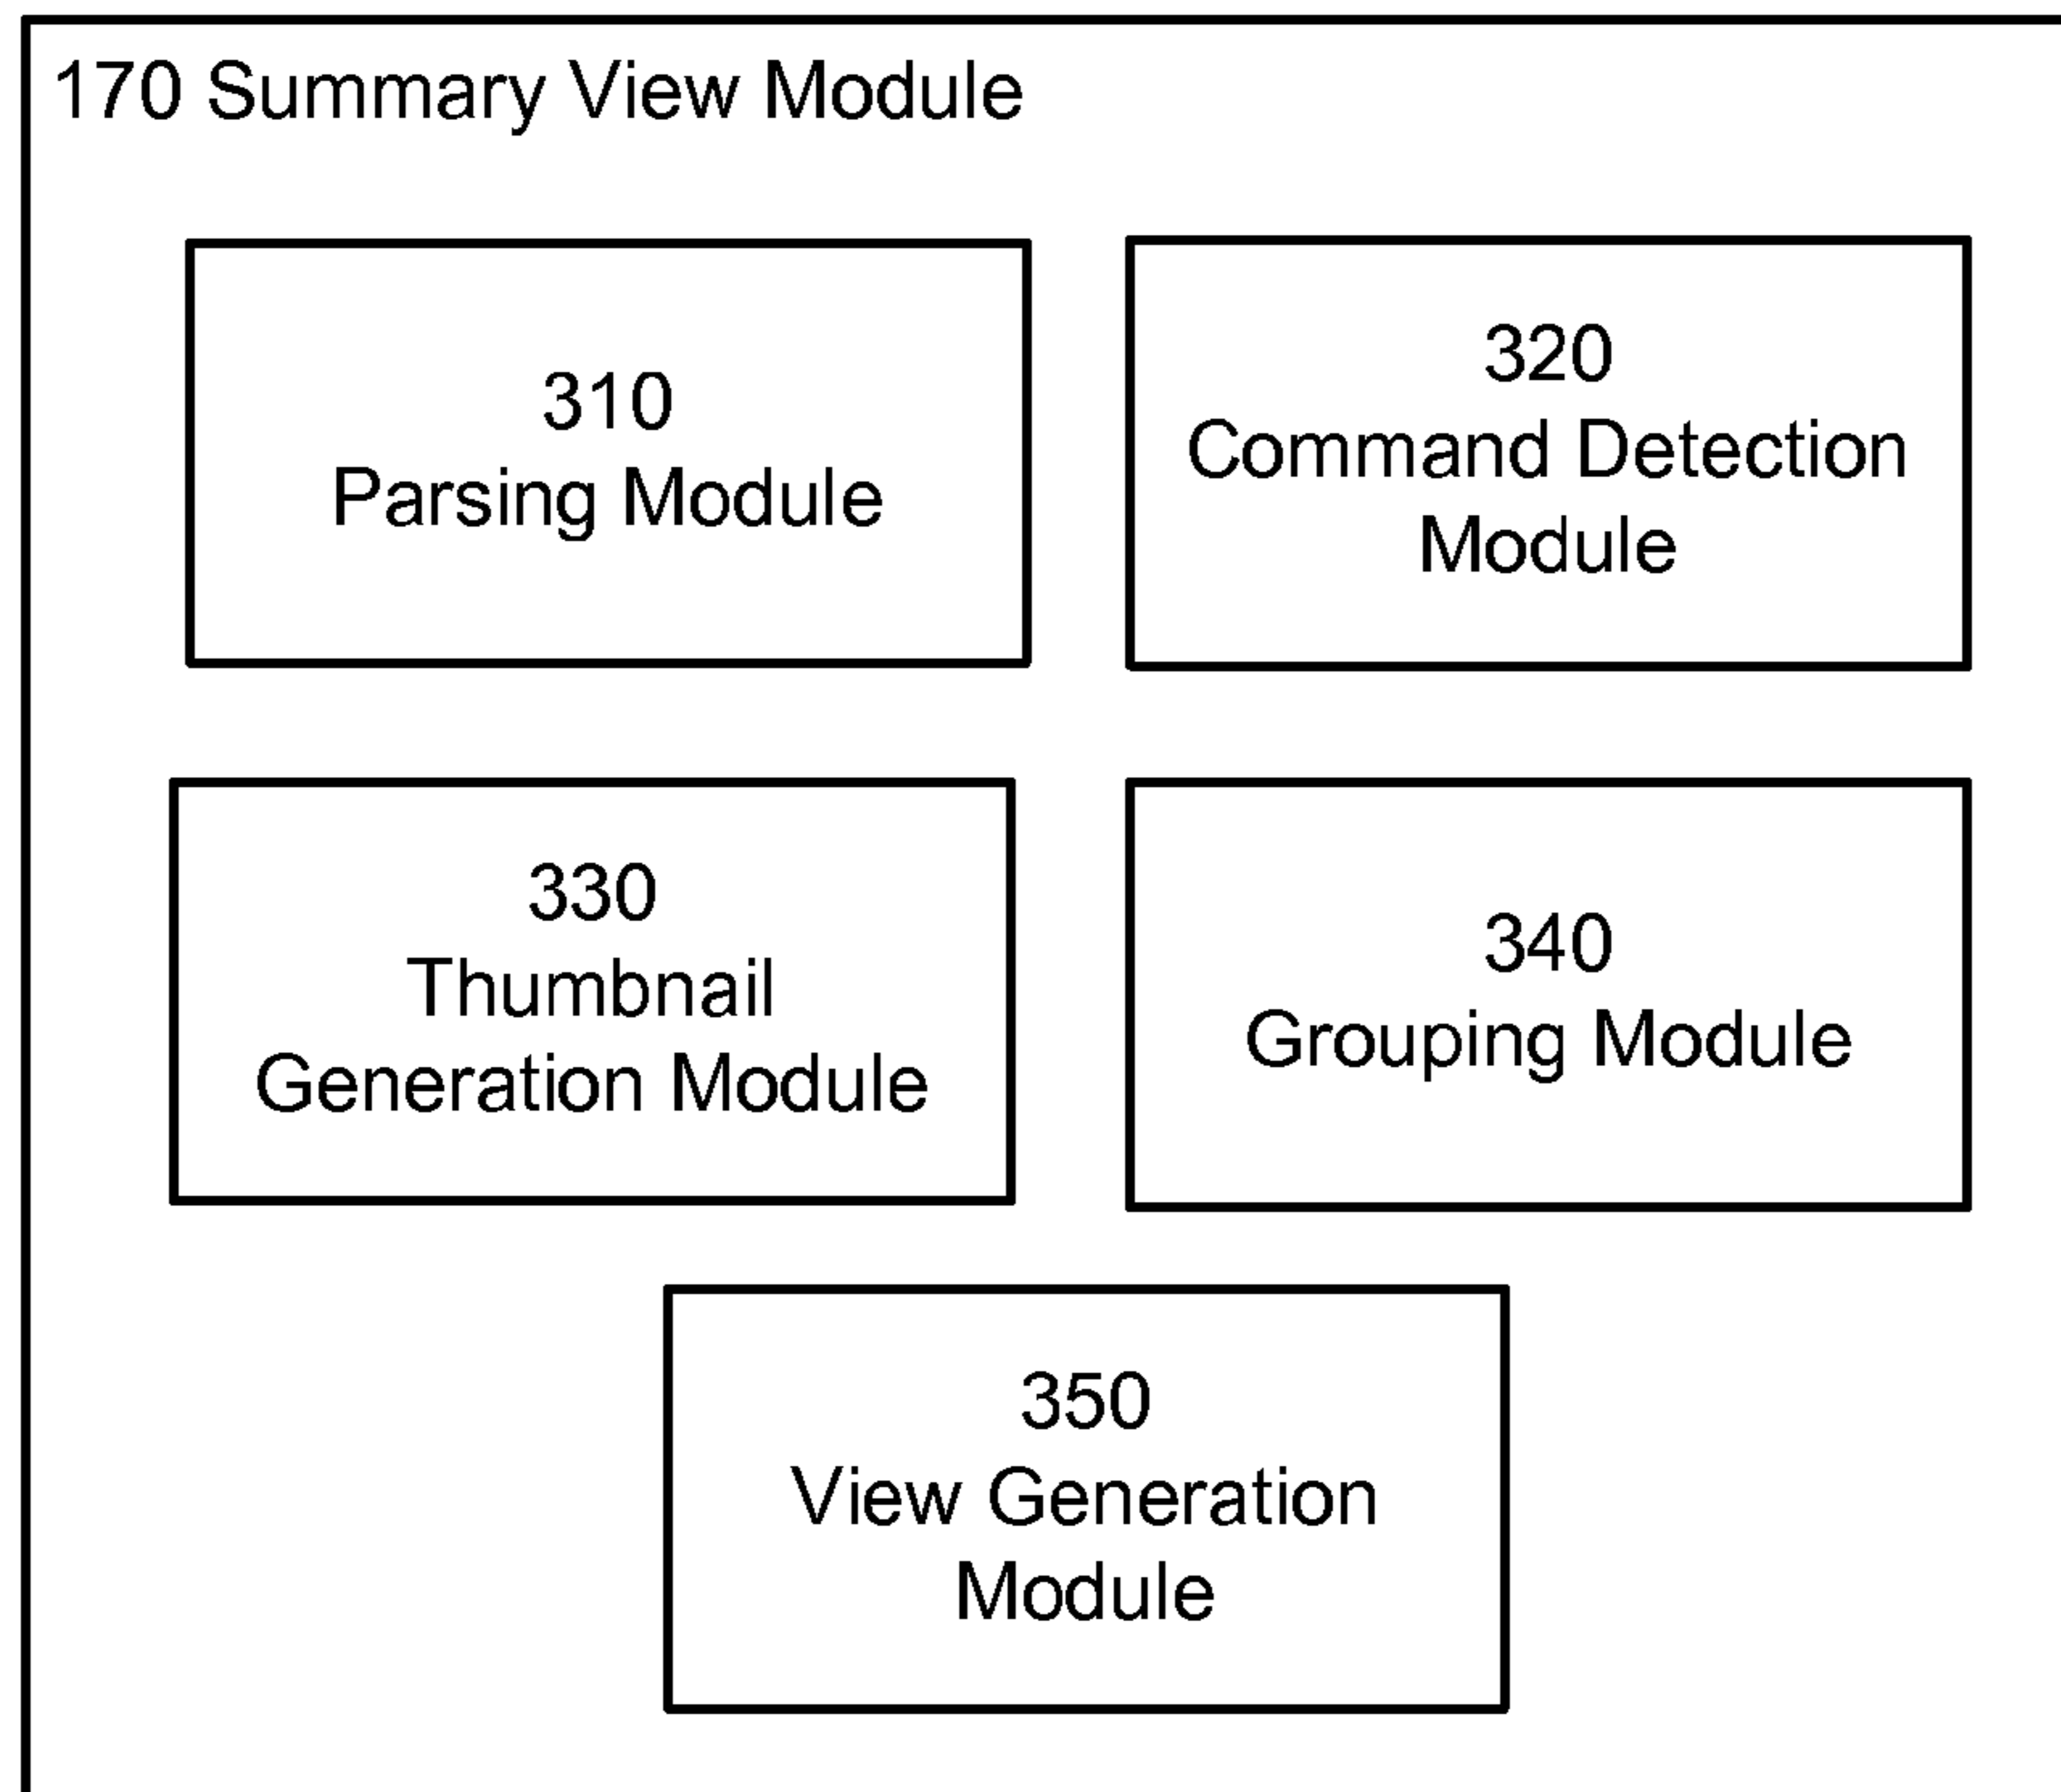 170 Summary View Module
310
Parsing Module
320
Command Detection
Module
330
Thumbnail
Generation Module
340
Grouping Module
350
View Generation
Module